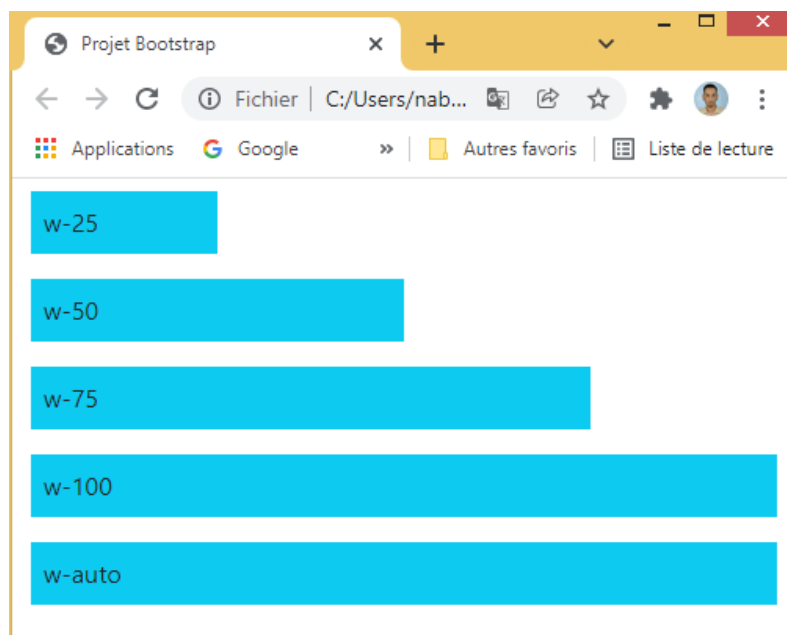 Projet Bootstrap
Fichier C:/Users/nab...
Applications Google » Autres favoris Liste de lecture
w-25
w-50
w-75
w-100
w-auto